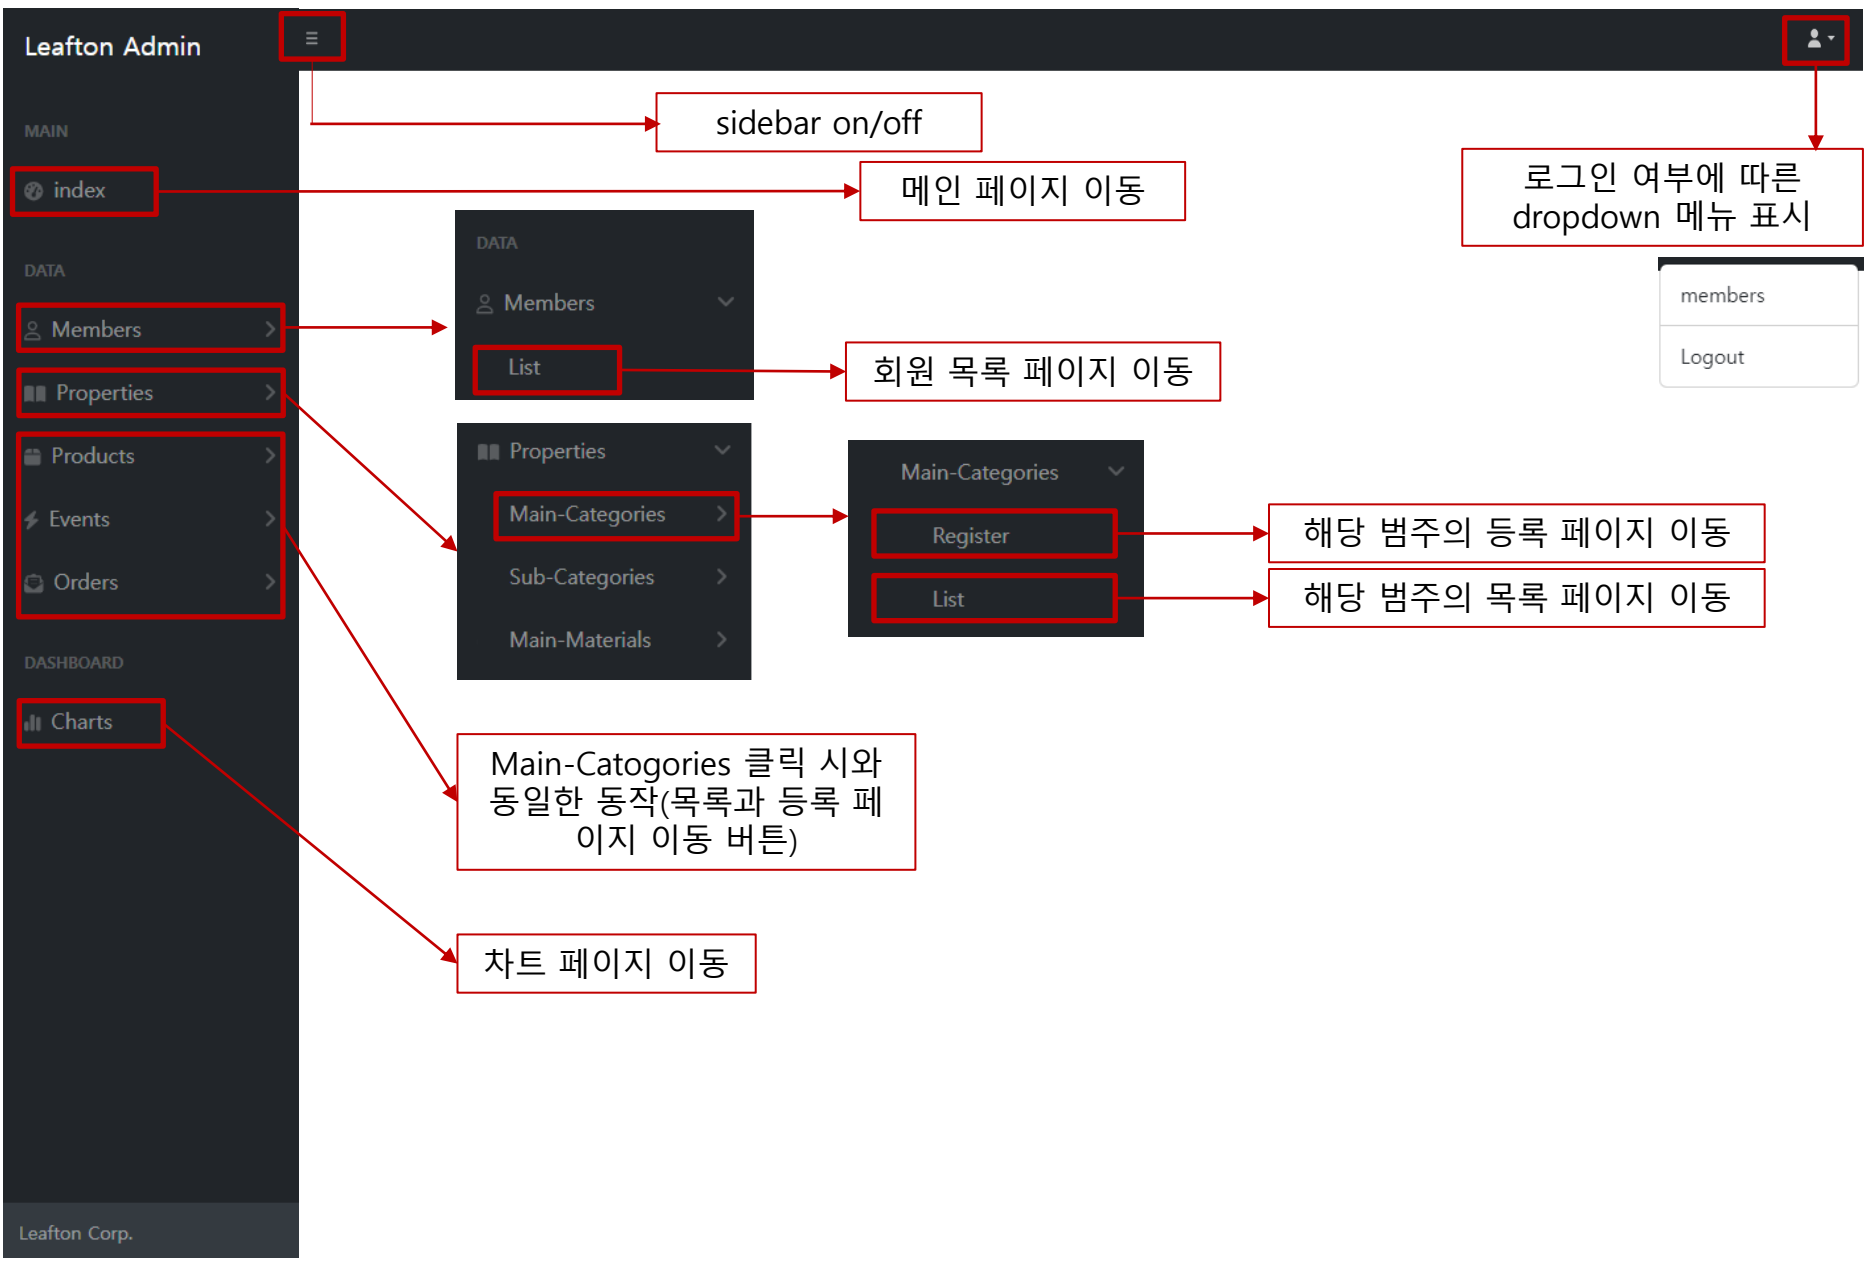 Leafton Admin
MAIN
index
DATA
Members
Properties
Products
Events
Orders
DASHBOARD
Charts
Leafton Corp.
sidebar on/off
메인 페이지 이동
로그인 여부에 따른
dropdown 메뉴 표시
members
Logout
DATA
Members
List
회원 목록 페이지 이동
Properties
Main-Categories
Sub-Categories
Main-Materials
Main-Categories
Register
List
해당 범주의 등록 페이지 이동
해당 범주의 목록 페이지 이동
Main-Catogories 클릭 시와
동일한 동작(목록과 등록 페
이지 이동 버튼)
차트 페이지 이동